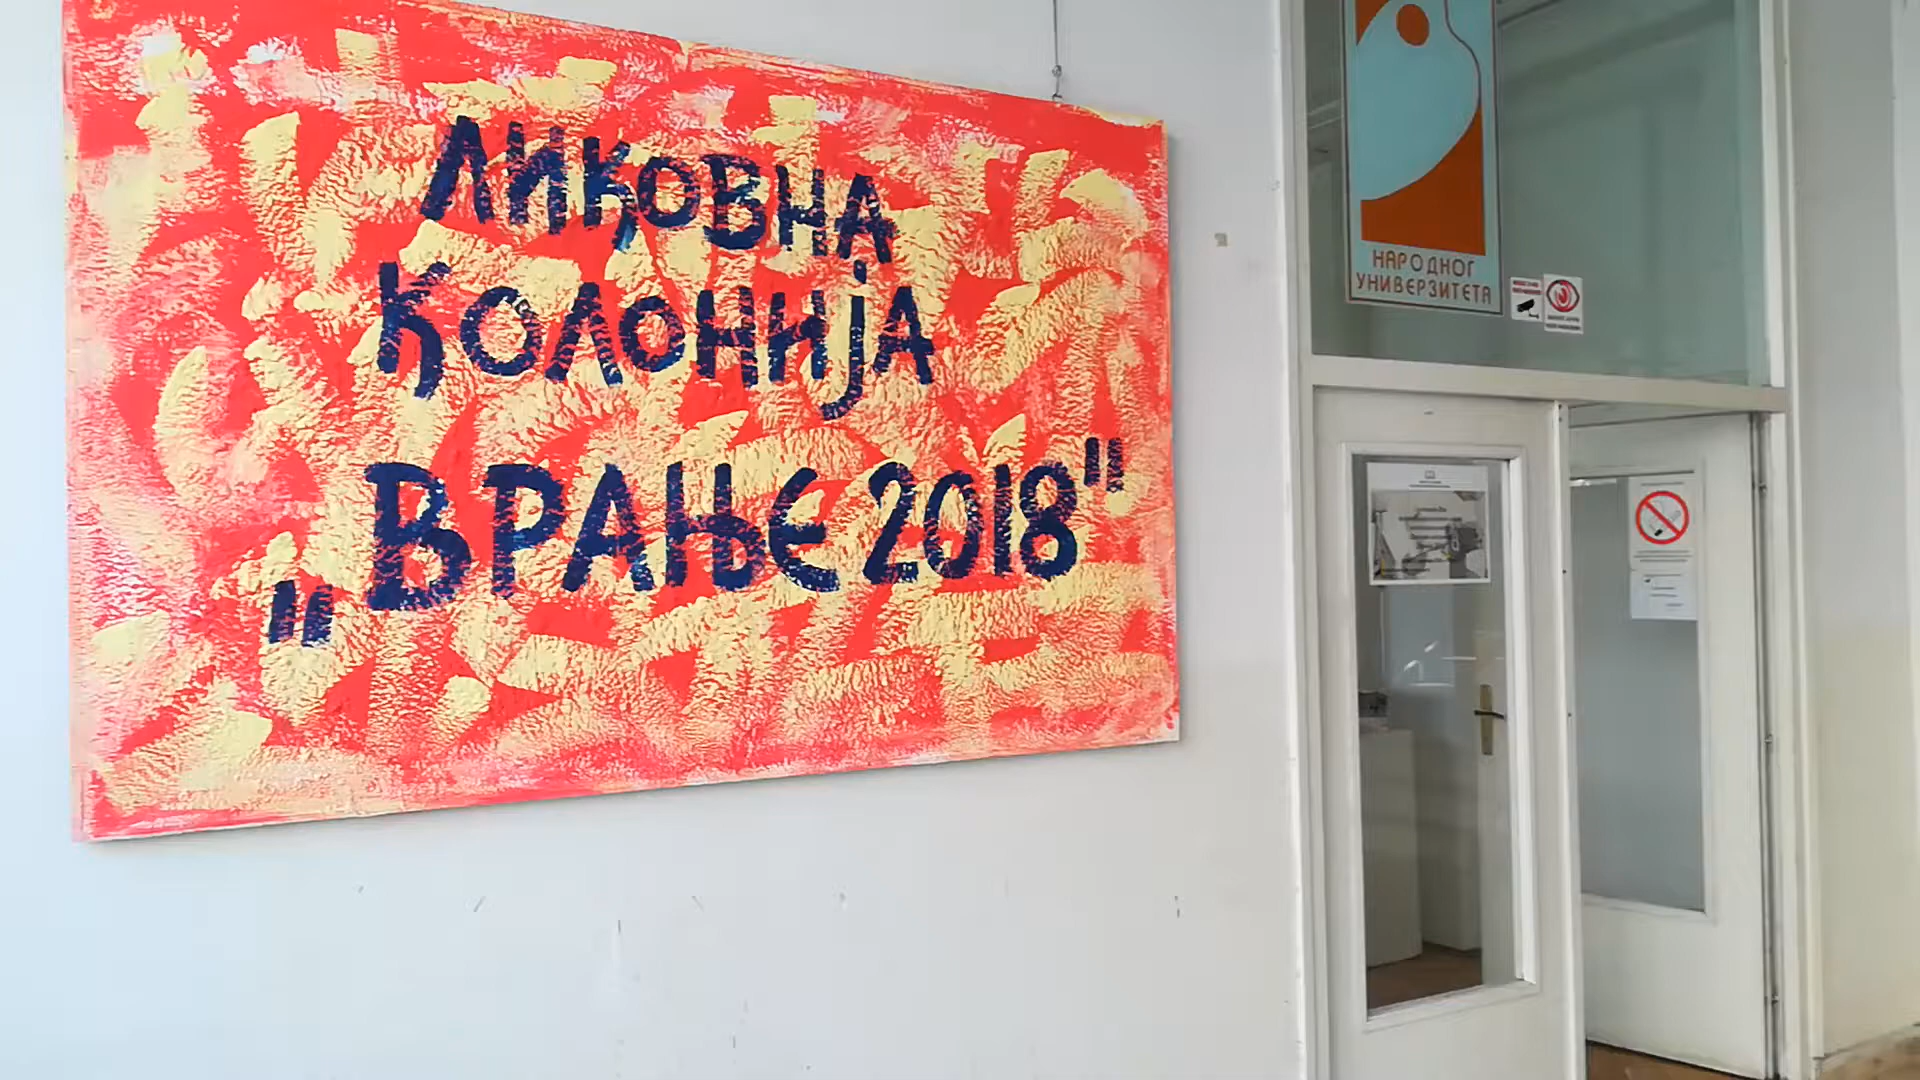 ЛИКОВНА
КОЛОНИЈА
„ВРАЊЕ 2018"
НАРОДНОГ
УНИВЕРЗИТЕТА